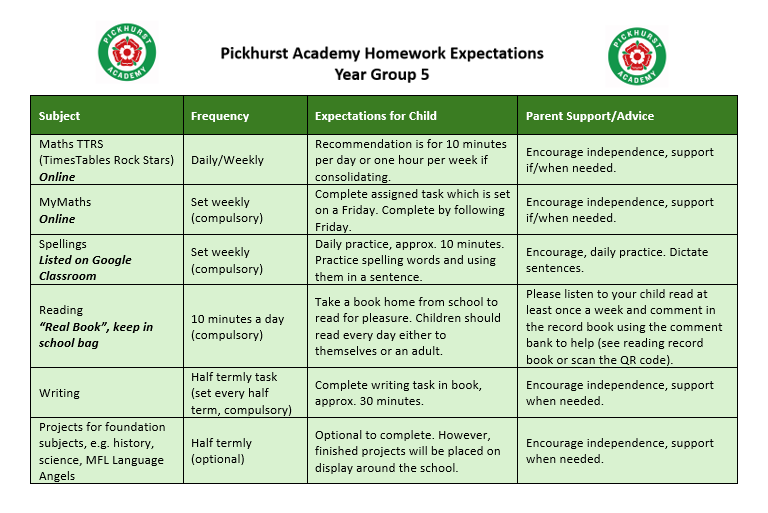 PICKHURST
ACADEMY
PICKHURST
ACADEMY
Pickhurst Academy Homework Expectations
Year Group 5
Subject
Frequency
Expectations for Child
Parent Support/Advice
Maths TTRS
(TimesTables Rock Stars)
Online
Daily/Weekly
Recommendation is for 10 minutes
per day or one hour per week if
consolidating.
Encourage independence, support
if/when needed.
MyMaths
Online
Set weekly
(compulsory)
Complete assigned task which is set
on a Friday. Complete by following
Friday.
Encourage independence, support
if/when needed.
Spellings
Listed on Google
Classroom
Set weekly
(compulsory)
Daily practice, approx. 10 minutes.
Practice spelling words and using
them in a sentence.
Encourage, daily practice. Dictate
sentences.
Reading
“Real Book”, keep in
school bag
10 minutes a day
(compulsory)
Take a book home from school to
read for pleasure. Children should
read every day either to
themselves or an adult.
Please listen to your child read at
least once a week and comment in
the record book using the comment
bank to help (see reading record
book or scan the QR code).
Writing
Half termly task
(set every half
term, compulsory)
Complete writing task in book,
approx. 30 minutes.
Encourage independence, support
when needed.
Projects for foundation
subjects, e.g. history,
science, MFL Language
Angels
Half termly
(optional)
Optional to complete. However,
finished projects will be placed on
display around the school.
Encourage independence, support
when needed.